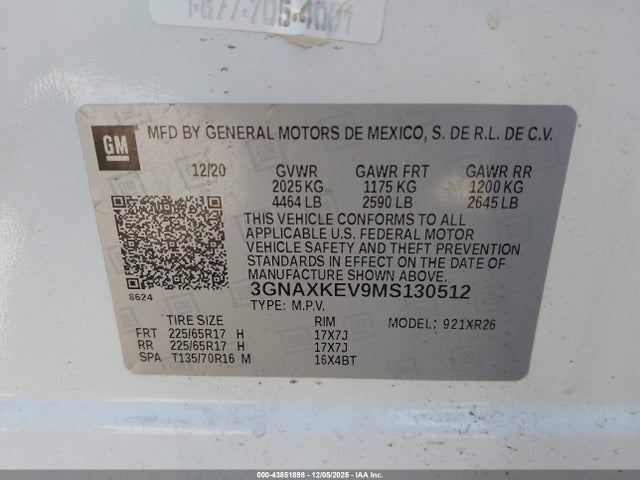 1-877-705-4001
GM
MFD BY GENERAL MOTORS DE MEXICO, S. DE R.L. DE C.V.
12/20 GVWR GAWR FRT GAWR RR
2025 KG 1175 KG 1200 KG
4464 LB 2590 LB 2645 LB
THIS VEHICLE CONFORMS TO ALL
APPLICABLE U.S. FEDERAL MOTOR
VEHICLE SAFETY AND THEFT PREVENTION
STANDARDS IN EFFECT ON THE DATE
OF MANUFACTURE SHOWN ABOVE.
8624
3GNAXKEV9MS130512
TYPE: M.P.V.
TIRE SIZE RIM MODEL: 921XR26
FRT 225/65R17 H 17X7J
RR 225/65R17 H 17X7J
SPA T135/70R16 M 16X4BT
000-43851898 - 12/05/2025 - IAA Inc.